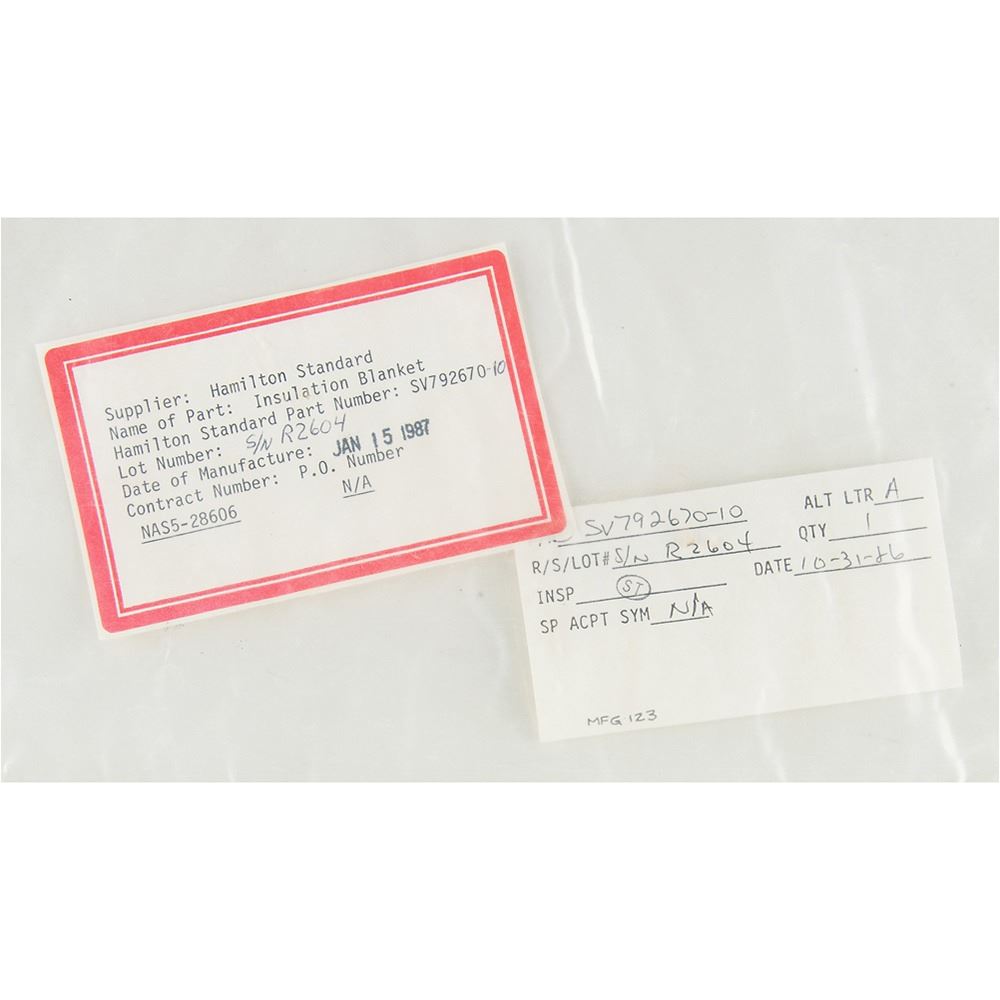 Supplier: Hamilton Standard
Name of Part: Insulation Blanket
Hamilton Standard Part Number: SV792670-10
Lot Number: S/N R2604
Date of Manufacture: JAN 15 1987
Contract Number: P.O. Number
NAS5-28606 N/A
SV792670-10 ALT LTR A
R/S/LOT# S/N R2604 QTY 1
INSP ST DATE 10-31-86
SP ACPT SYM N/A
MFG 123